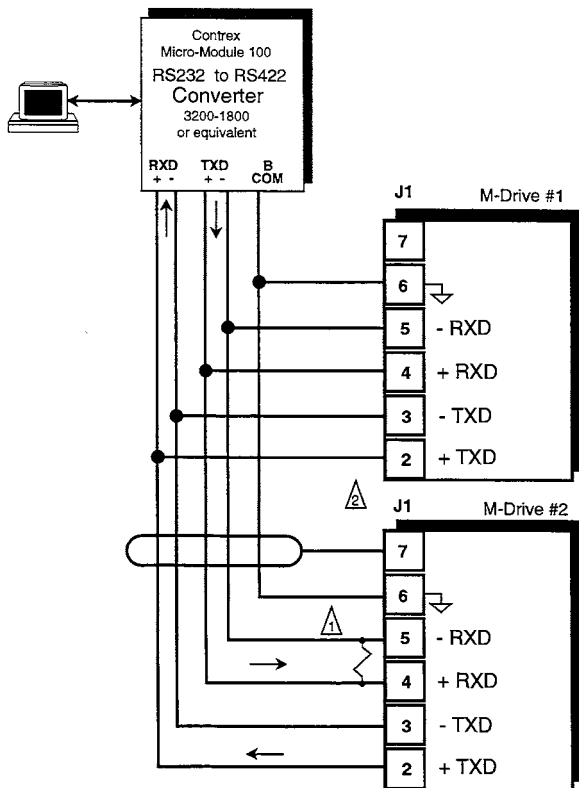 Contrex
Micro-Module 100
RS232 to RS422
Converter
3200-1800
or equivalent
RXD TXD B
+ - + - COM
J1 M-Drive #1
7
6
5 - RXD
4 + RXD
3 - TXD
2 + TXD
2
J1 M-Drive #2
7
6
1
5 - RXD
4 + RXD
3 - TXD
2 + TXD